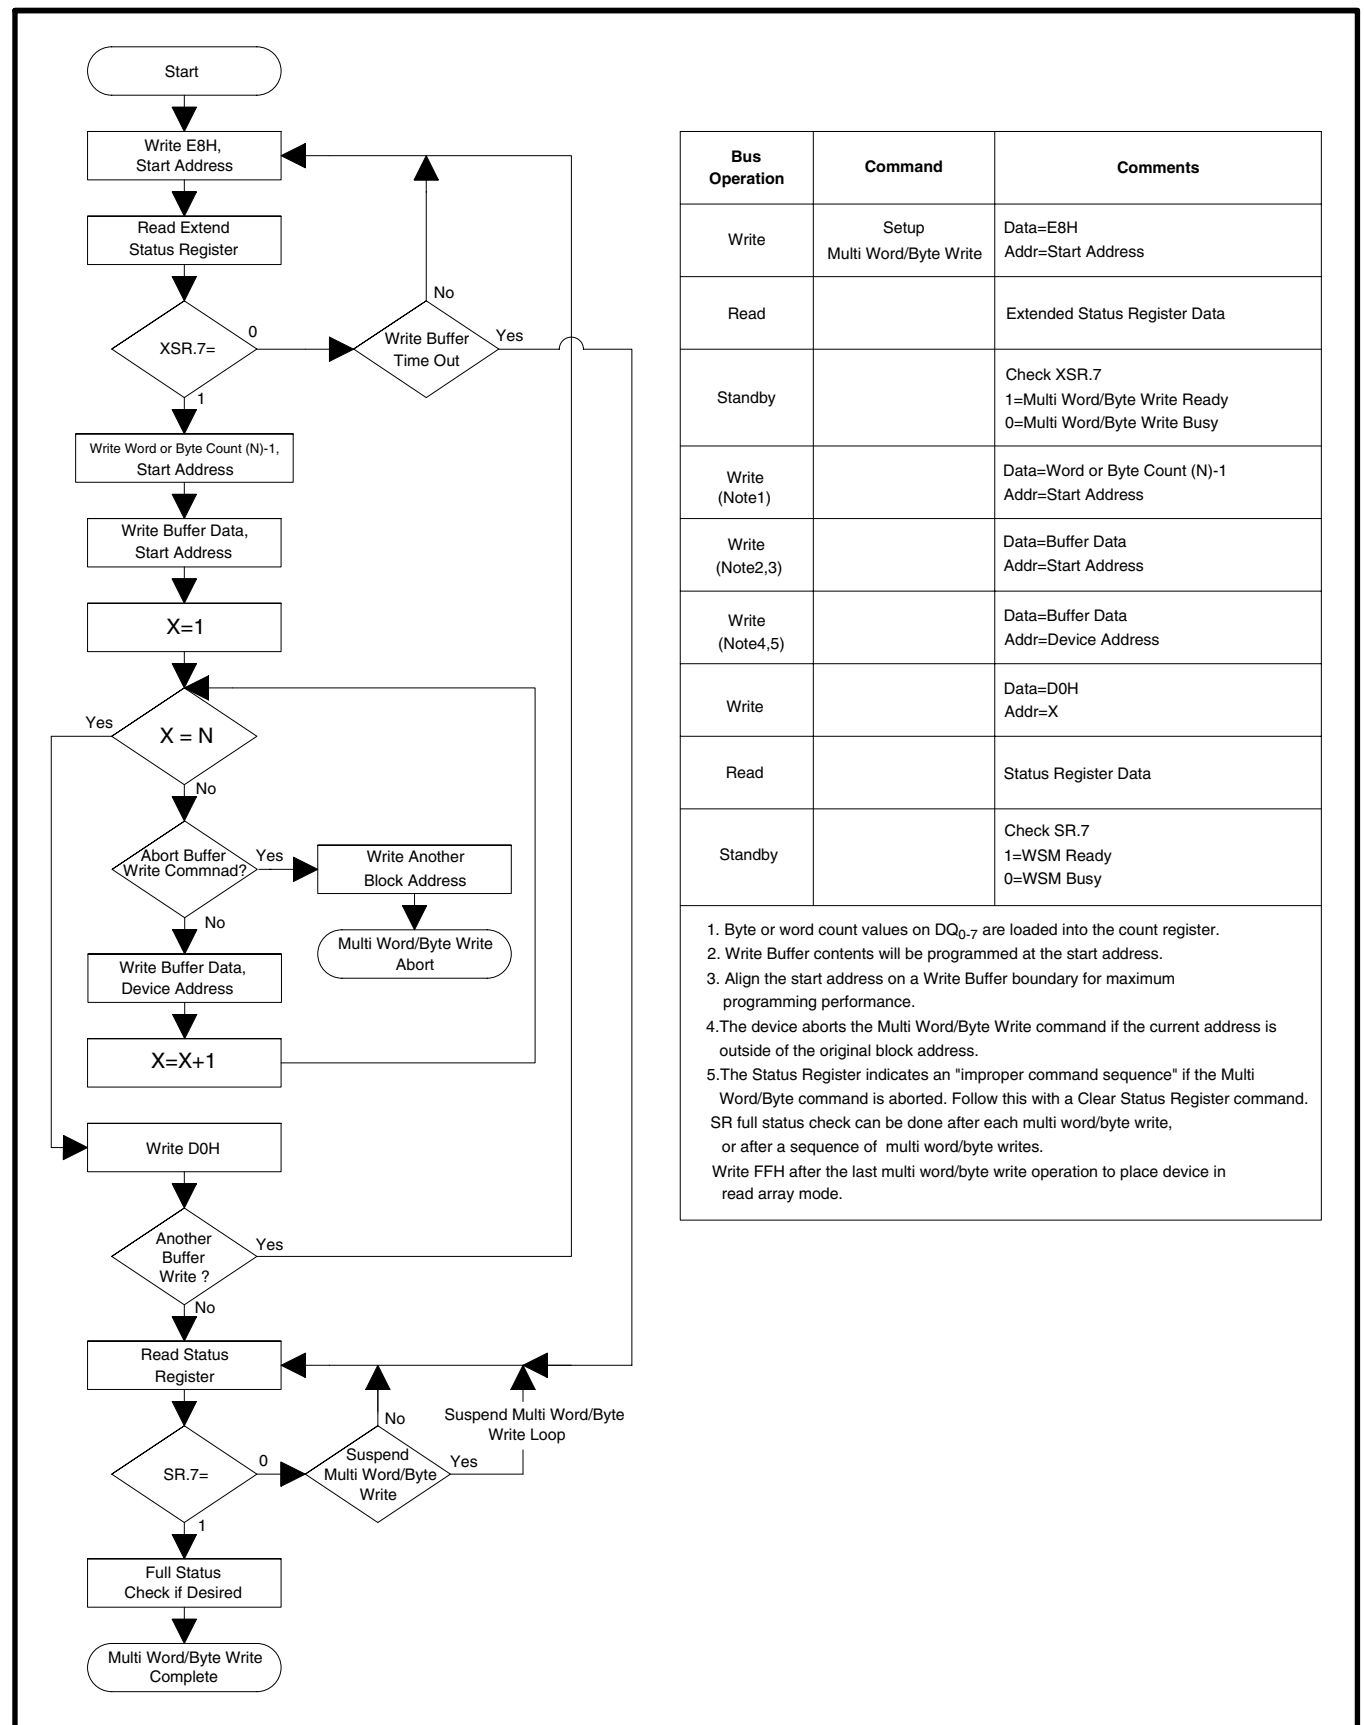 Start
Write E8H,
Start Address
Read Extend
Status Register
XSR.7=
0
1
Write Buffer
Time Out
No
Yes
Write Word or Byte Count (N)-1,
Start Address
Write Buffer Data,
Start Address
X=1
X = N
Yes
No
Abort Buffer
Write Commnad?
Yes
No
Write Another
Block Address
Multi Word/Byte Write
Abort
Write Buffer Data,
Device Address
X=X+1
Write D0H
Another
Buffer
Write ?
Yes
No
Read Status
Register
SR.7=
0
1
Suspend
Multi Word/Byte
Write
No
Yes
Suspend Multi Word/Byte
Write Loop
Full Status
Check if Desired
Multi Word/Byte Write
Complete
Bus
Operation
Command
Comments
Write
Setup
Multi Word/Byte Write
Data=E8H
Addr=Start Address
Read
Extended Status Register Data
Standby
Check XSR.7
1=Multi Word/Byte Write Ready
0=Multi Word/Byte Write Busy
Write
(Note1)
Data=Word or Byte Count (N)-1
Addr=Start Address
Write
(Note2,3)
Data=Buffer Data
Addr=Start Address
Write
(Note4,5)
Data=Buffer Data
Addr=Device Address
Write
Data=D0H
Addr=X
Read
Status Register Data
Standby
Check SR.7
1=WSM Ready
0=WSM Busy
1. Byte or word count values on DQ0-7 are loaded into the count register.
2. Write Buffer contents will be programmed at the start address.
3. Align the start address on a Write Buffer boundary for maximum
programming performance.
4.The device aborts the Multi Word/Byte Write command if the current address is
outside of the original block address.
5.The Status Register indicates an "improper command sequence" if the Multi
Word/Byte command is aborted. Follow this with a Clear Status Register command.
SR full status check can be done after each multi word/byte write,
or after a sequence of multi word/byte writes.
Write FFH after the last multi word/byte write operation to place device in
read array mode.